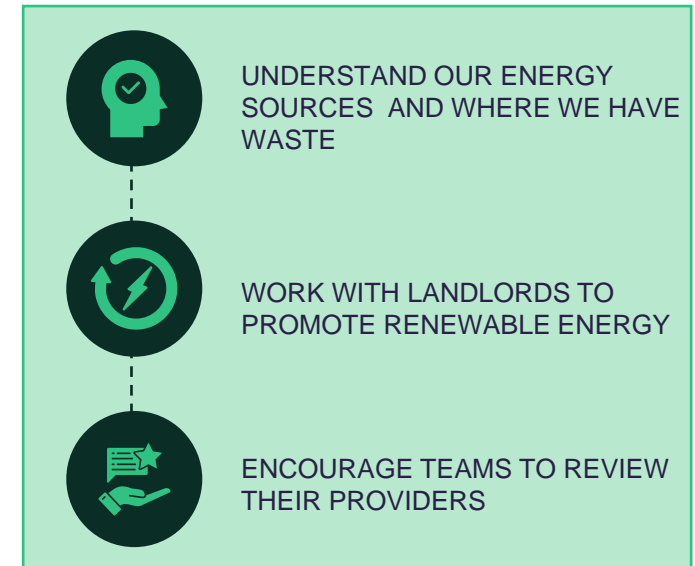 UNDERSTAND OUR ENERGY
SOURCES  AND WHERE WE HAVE
WASTE
WORK WITH LANDLORDS TO
PROMOTE RENEWABLE ENERGY
ENCOURAGE TEAMS TO REVIEW
THEIR PROVIDERS